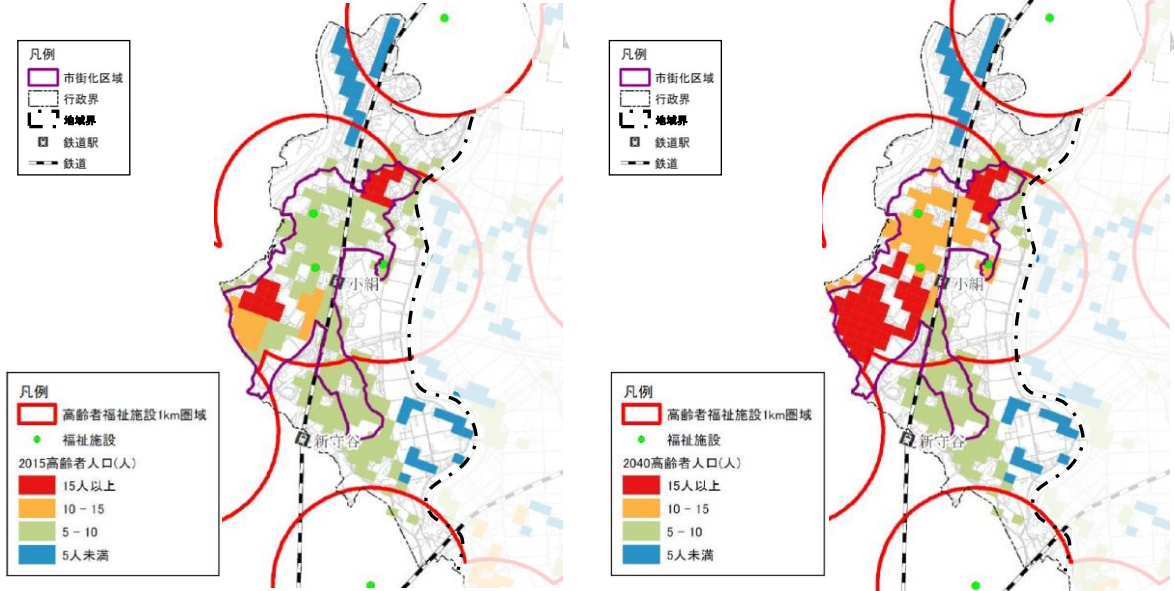 凡例
市街化区域
行政界
地域界
鉄道駅
鉄道
小絹
新守谷
凡例
高齢者福祉施設1km圏域
福祉施設
2015高齢者人口(人)
15人以上
10 - 15
5 - 10
5人未満
凡例
市街化区域
行政界
地域界
鉄道駅
鉄道
小絹
新守谷
凡例
高齢者福祉施設1km圏域
福祉施設
2040高齢者人口(人)
15人以上
10 - 15
5 - 10
5人未満